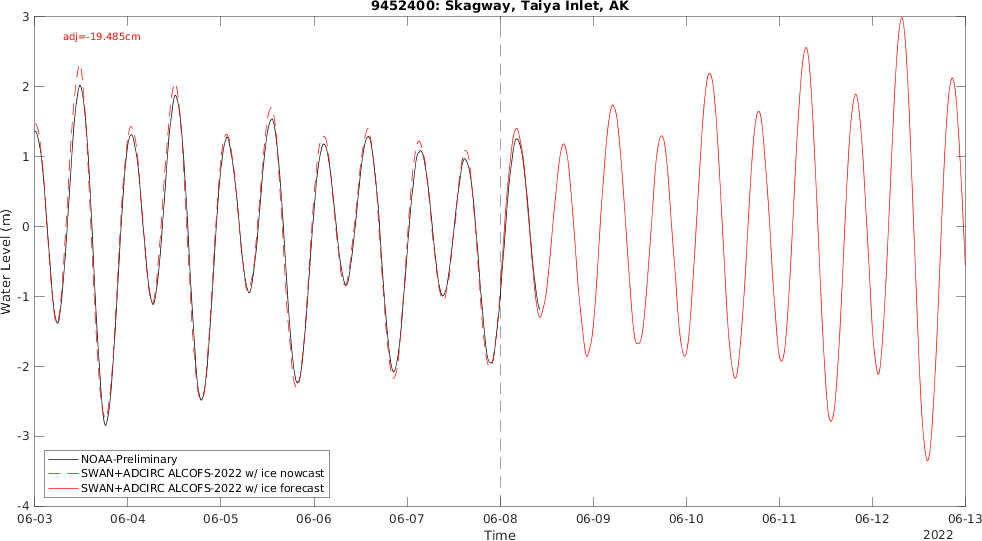 9452400: Skagway, Taiya Inlet, AK
adj=-19.485cm
3
2
1
0
-1
-2
-3
-4
Water Level (m)
NOAA-Preliminary
SWAN+ADCIRC ALCOFS-2022 w/ ice nowcast
SWAN+ADCIRC ALCOFS-2022 w/ ice forecast
06-03 06-04 06-05 06-06 06-07 06-08 06-09 06-10 06-11 06-12 06-13
Time
2022